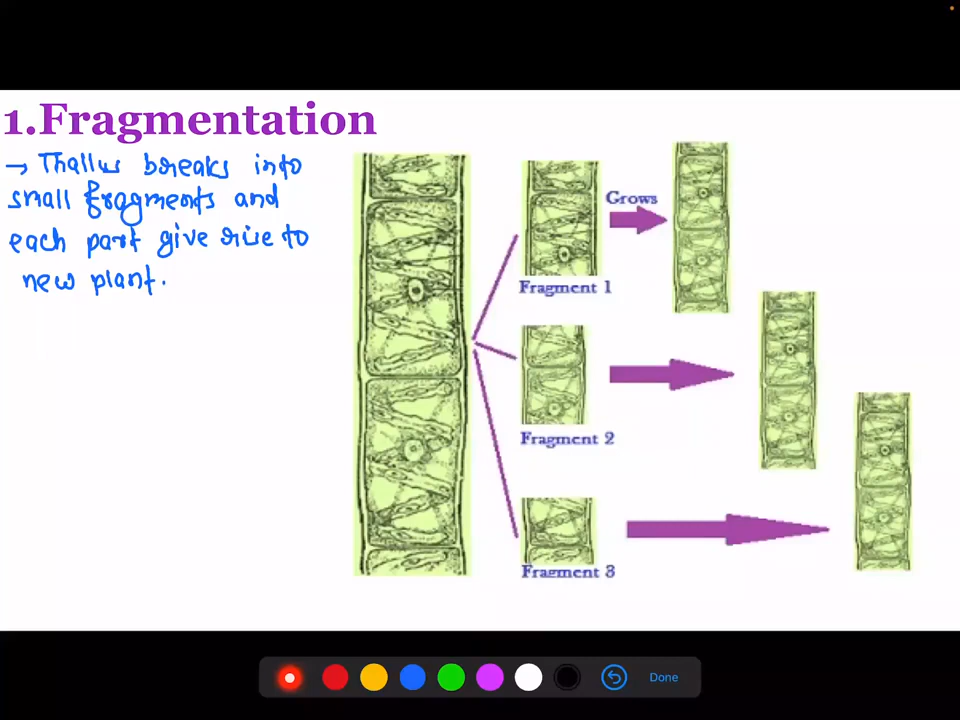 1.Fragmentation
→ Thallus breaks into
small fragments and
each part give rise to
new plant.
Grows
Fragment 1
Fragment 2
Fragment 3
Done